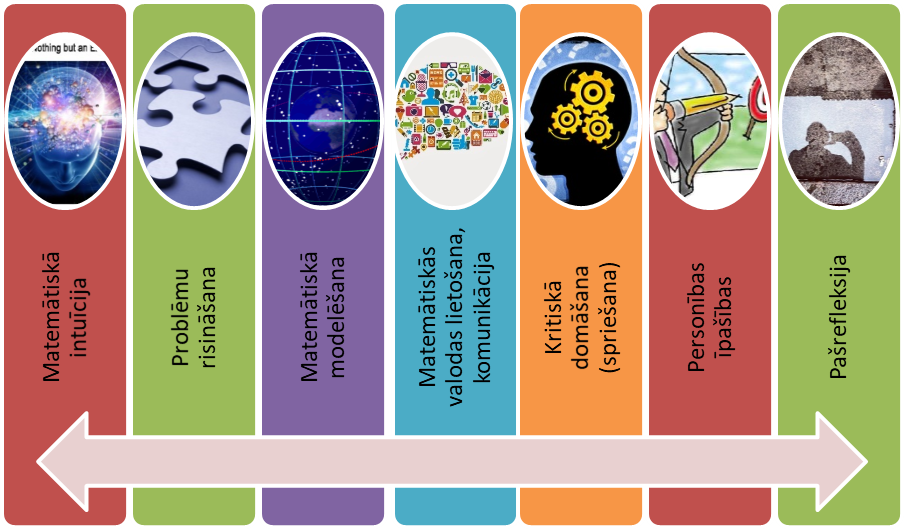 othing but an E
Matemātiskā
intuīcija
Problēmu
risināšana
Matemātiskā
modelēšana
Matemātiskās
valodas lietošana,
komunikācija
Kritiskā
domāšana
(spriešana)
Personības
īpašības
Pašrefleksija